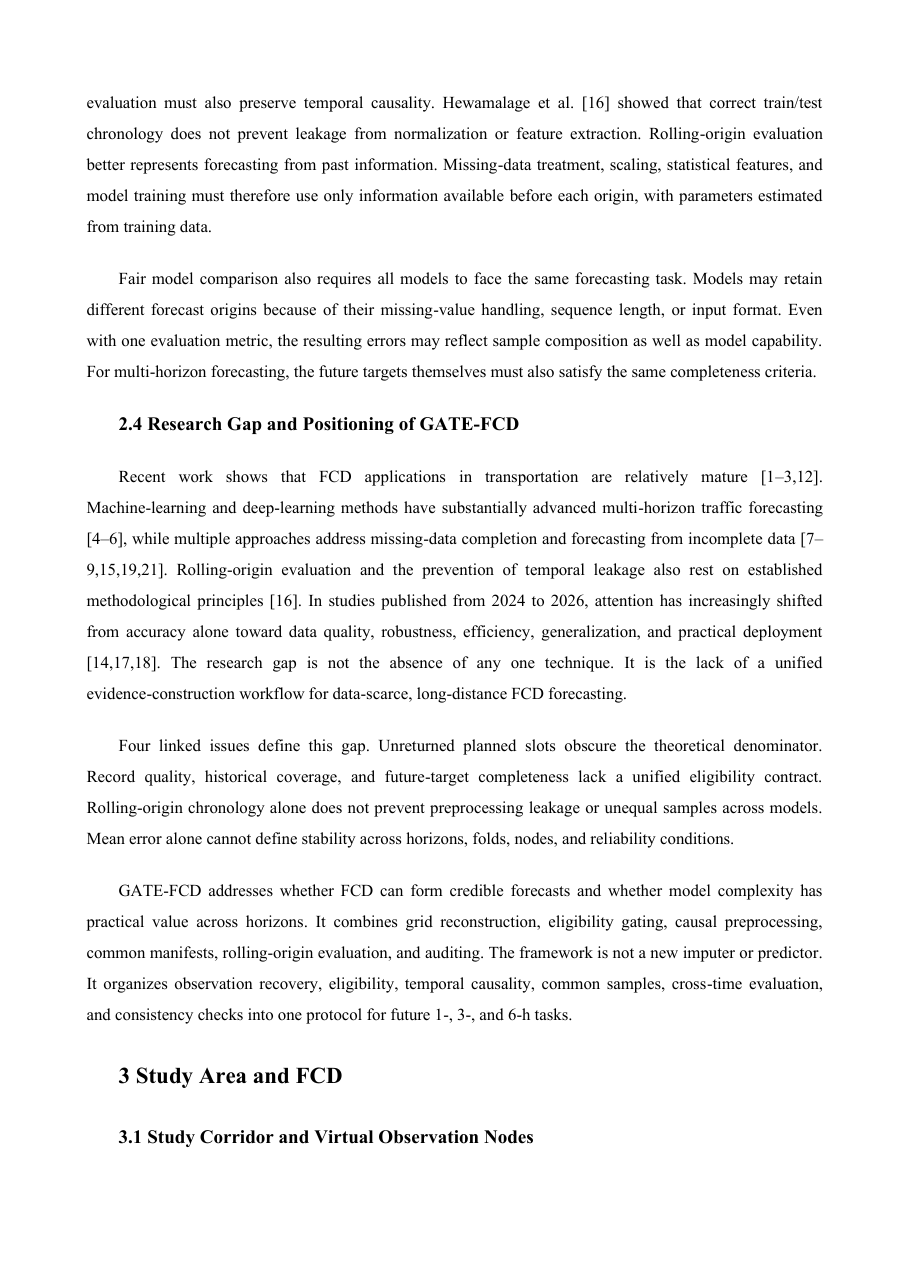 evaluation must also preserve temporal causality. Hewamalage et al. [16] showed that correct train/test
chronology does not prevent leakage from normalization or feature extraction. Rolling-origin evaluation
better represents forecasting from past information. Missing-data treatment, scaling, statistical features, and
model training must therefore use only information available before each origin, with parameters estimated
from training data.
Fair model comparison also requires all models to face the same forecasting task. Models may retain
different forecast origins because of their missing-value handling, sequence length, or input format. Even
with one evaluation metric, the resulting errors may reflect sample composition as well as model capability.
For multi-horizon forecasting, the future targets themselves must also satisfy the same completeness criteria.
2.4 Research Gap and Positioning of GATE-FCD
Recent work shows that FCD applications in transportation are relatively mature [1–3,12].
Machine-learning and deep-learning methods have substantially advanced multi-horizon traffic forecasting
[4–6], while multiple approaches address missing-data completion and forecasting from incomplete data [7–
9,15,19,21]. Rolling-origin evaluation and the prevention of temporal leakage also rest on established
methodological principles [16]. In studies published from 2024 to 2026, attention has increasingly shifted
from accuracy alone toward data quality, robustness, efficiency, generalization, and practical deployment
[14,17,18]. The research gap is not the absence of any one technique. It is the lack of a unified
evidence-construction workflow for data-scarce, long-distance FCD forecasting.
Four linked issues define this gap. Unreturned planned slots obscure the theoretical denominator.
Record quality, historical coverage, and future-target completeness lack a unified eligibility contract.
Rolling-origin chronology alone does not prevent preprocessing leakage or unequal samples across models.
Mean error alone cannot define stability across horizons, folds, nodes, and reliability conditions.
GATE-FCD addresses whether FCD can form credible forecasts and whether model complexity has
practical value across horizons. It combines grid reconstruction, eligibility gating, causal preprocessing,
common manifests, rolling-origin evaluation, and auditing. The framework is not a new imputer or predictor.
It organizes observation recovery, eligibility, temporal causality, common samples, cross-time evaluation,
and consistency checks into one protocol for future 1-, 3-, and 6-h tasks.
3 Study Area and FCD
3.1 Study Corridor and Virtual Observation Nodes